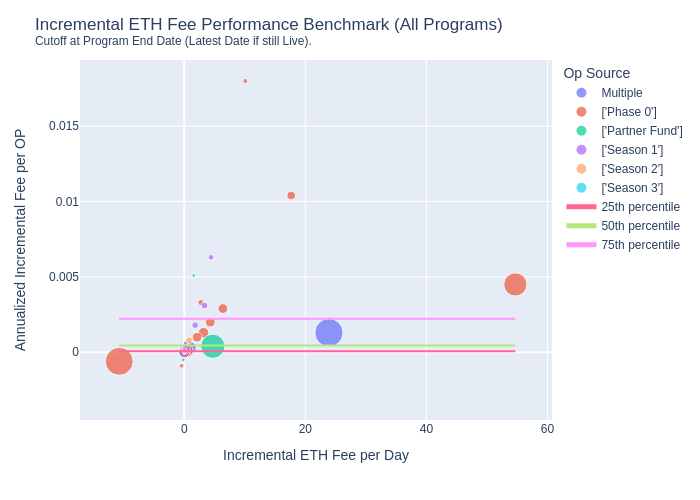 Incremental ETH Fee Performance Benchmark (All Programs)
Cutoff at Program End Date (Latest Date if still Live).
Annualized Incremental Fee per OP
0.015
0.01
0.005
0
0
20
40
60
Incremental ETH Fee per Day
Op Source
Multiple
['Phase 0']
['Partner Fund']
['Season 1']
['Season 2']
['Season 3']
25th percentile
50th percentile
75th percentile